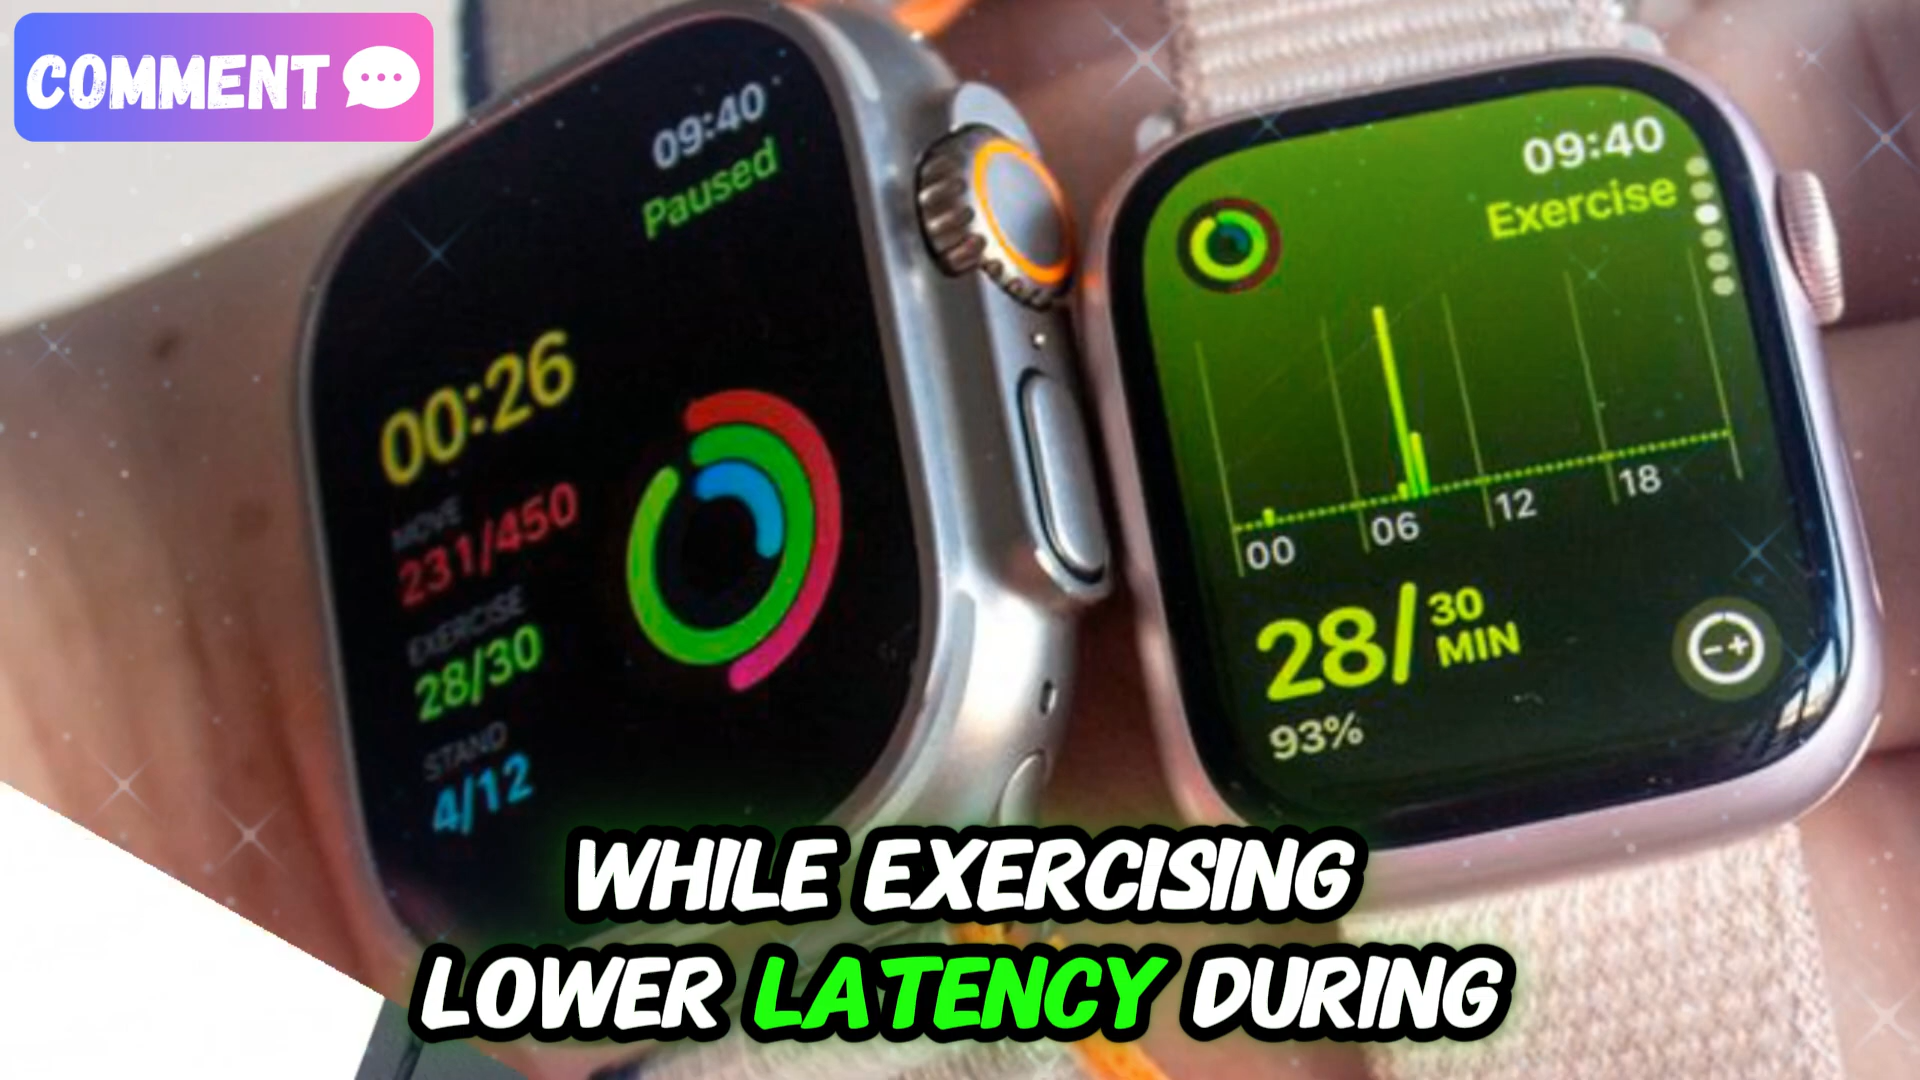 COMMENT
09:40
Paused
00:26
MOVE
231/450
EXERCISE
28/30
STAND
4/12
09:40
Exercise
00 06 12 18
28/30 MIN
93%
WHILE EXERCISING
LOWER LATENCY DURING